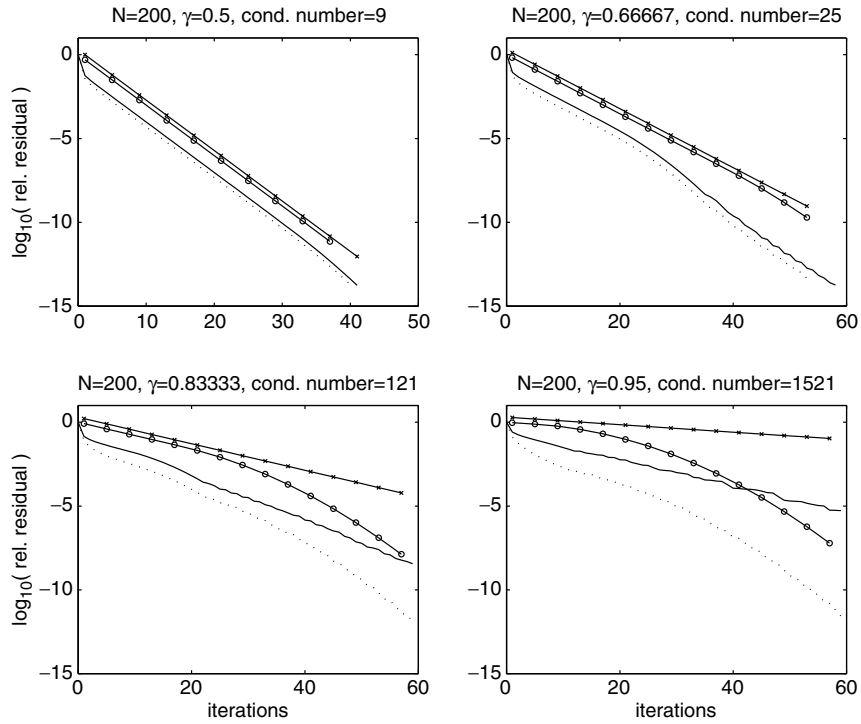 N=200, γ=0.5, cond. number=9
0
−5
−10
−15
log10( rel. residual )
0 10 20 30 40 50
N=200, γ=0.66667, cond. number=25
0
−5
−10
−15
0 20 40 60
N=200, γ=0.83333, cond. number=121
0
−5
−10
−15
log10( rel. residual )
0 20 40 60
iterations
N=200, γ=0.95, cond. number=1521
0
−5
−10
−15
0 20 40 60
iterations